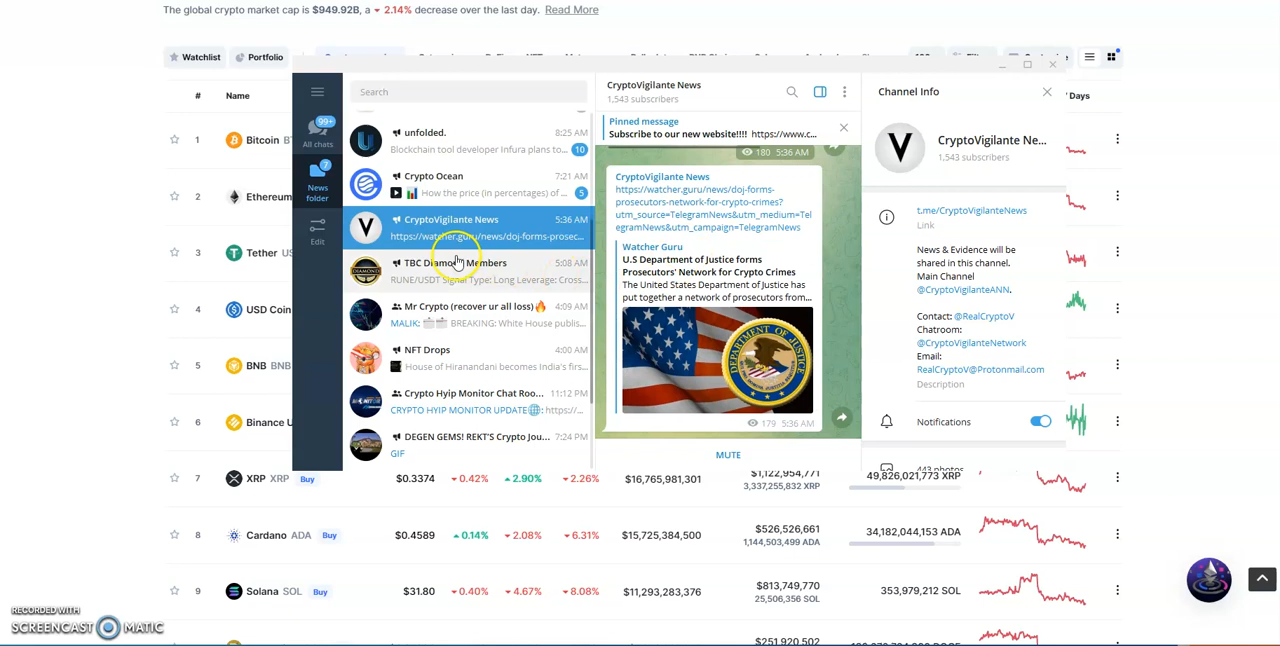 The global crypto market cap is $949.92B, a 2.14% decrease over the last day. Read More
Watchlist
Portfolio
# Name
Days
1 Bitcoin
2 Ethereum
3 Tether
4 USD Coin
5 BNB BNB
6 Binance U
7 XRP XRP Buy $0.3374 0.42% 2.90% 2.26% $16,765,981,301 $1,122,954,771 49,826,021,773 XRP
3,337,255,832 XRP
8 Cardano ADA Buy $0.4589 0.14% 2.08% 6.31% $15,725,384,500 $526,526,661 34,182,044,153 ADA
1,144,503,499 ADA
9 Solana SOL Buy $31.80 0.40% 4.67% 8.08% $11,293,283,376 $813,749,770 353,979,212 SOL
25,506,356 SOL
$251,920,502
99+
All chats
7
News
folder
Edit
Search
unfolded. 8:25 AM
Blockchain tool developer Infura plans to... 10
Crypto Ocean 7:21 AM
How the price (in percentages) of ... 5
CryptoVigilante News 5:36 AM
https://watcher.guru/news/doj-forms-prosec...
TBC Diamond Members 5:08 AM
RUNE/USDT Signal Type: Long Leverage: Cross...
Mr Crypto (recover ur all loss)🔥 4:09 AM
MALIK: BREAKING: White House publis...
NFT Drops 4:00 AM
House of Hiranandani becomes India's firs...
Crypto Hyip Monitor Chat Roo... 11:12 PM
CRYPTO HYIP MONITOR UPDATE🌐: https:/...
DEGEN GEMS! REKT'S Crypto Jou... 7:24 PM
GIF
CryptoVigilante News
1,543 subscribers
Pinned message
Subscribe to our new website!!!! https://www.c...
180 5:36 AM
CryptoVigilante News
https://watcher.guru/news/doj-forms-
prosecutors-network-for-crypto-crimes?
utm_source=TelegramNews&utm_medium=Tel
egramNews&utm_campaign=TelegramNews
Watcher Guru
U.S Department of Justice forms
Prosecutors' Network for Crypto Crimes
The United States Department of Justice has
put together a network of prosecutors from...
179 5:36 AM
MUTE
Channel Info
V
CryptoVigilante Ne...
1,543 subscribers
t.me/CryptoVigilanteNews
Link
News & Evidence will be
shared in this channel.
Main Channel
@CryptoVigilanteANN.
Contact: @RealCryptoV
Chatroom:
@CryptoVigilanteNetwork
Email:
RealCryptoV@Protonmail.com
Description
Notifications
443 photos
RECORDED WITH
SCREENCAST MATIC